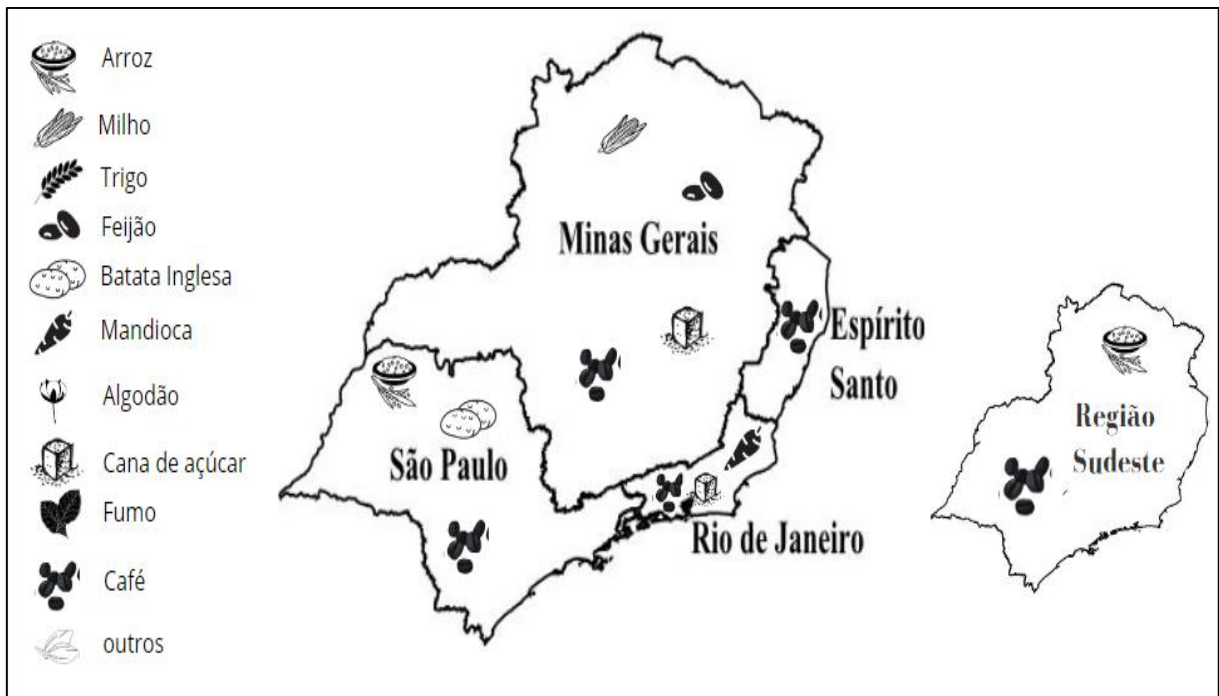 Arroz
Milho
Trigo
Feijão
Batata Inglesa
Mandioca
Algodão
Cana de açúcar
Fumo
Café
outros
Minas Gerais
Espírito
Santo
São Paulo
Rio de Janeiro
Região
Sudeste